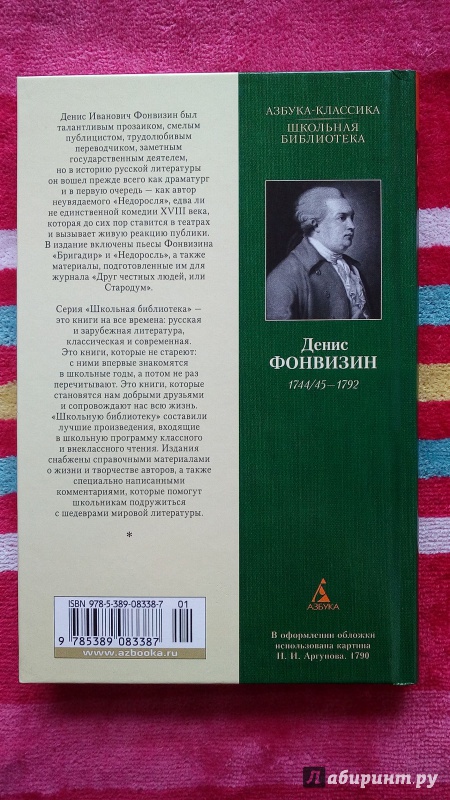 Денис Иванович Фонвизин был
талантливым прозаиком, смелым
публицистом, трудолюбивым
переводчиком, заметным
государственным деятелем,
но в историю русской литературы
он вошел прежде всего как драматург
и в первую очередь — как автор
неувядаемого «Недоросля», едва ли
не единственной комедии XVIII века,
которая до сих пор ставится в театрах
и вызывает живую реакцию публики.
В издание включены пьесы Фонвизина
«Бригадир» и «Недоросль», а также
материалы, подготовленные им для
журнала «Друг честных людей, или
Стародум».
Серия «Школьная библиотека» —
это книги на все времена: русская
и зарубежная литература,
классическая и современная.
Это книги, которые не стареют:
с ними впервые знакомятся
в школьные годы, а потом не раз
перечитывают. Это книги, которые
становятся нам добрыми друзьями
и сопровождают нас всю жизнь.
«Школьную библиотеку» составили
лучшие произведения, входящие
в школьную программу классного
и внеклассного чтения. Издания
снабжены справочными материалами
о жизни и творчестве авторов, а также
специально написанными
комментариями, которые помогут
школьникам подружиться
с шедеврами мировой литературы.
*
ISBN 978-5-389-08338-7 01
9 785389 083387
www.azbooka.ru
АЗБУКА-КЛАССИКА
ШКОЛЬНАЯ
БИБЛИОТЕКА
Денис
ФОНВИЗИН
1744/45—1792
АЗБУКА
В оформлении обложки
использована картина
Н. И. Аргунова. 1790
Лабиринт.ру